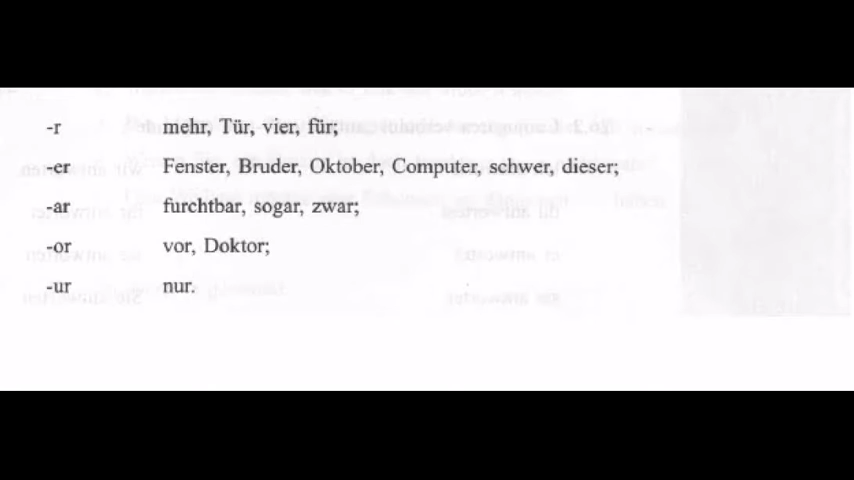 -r mehr, Tür, vier, für;
-er Fenster, Bruder, Oktober, Computer, schwer, dieser;
-ar furchtbar, sogar, zwar;
-or vor, Doktor;
-ur nur.